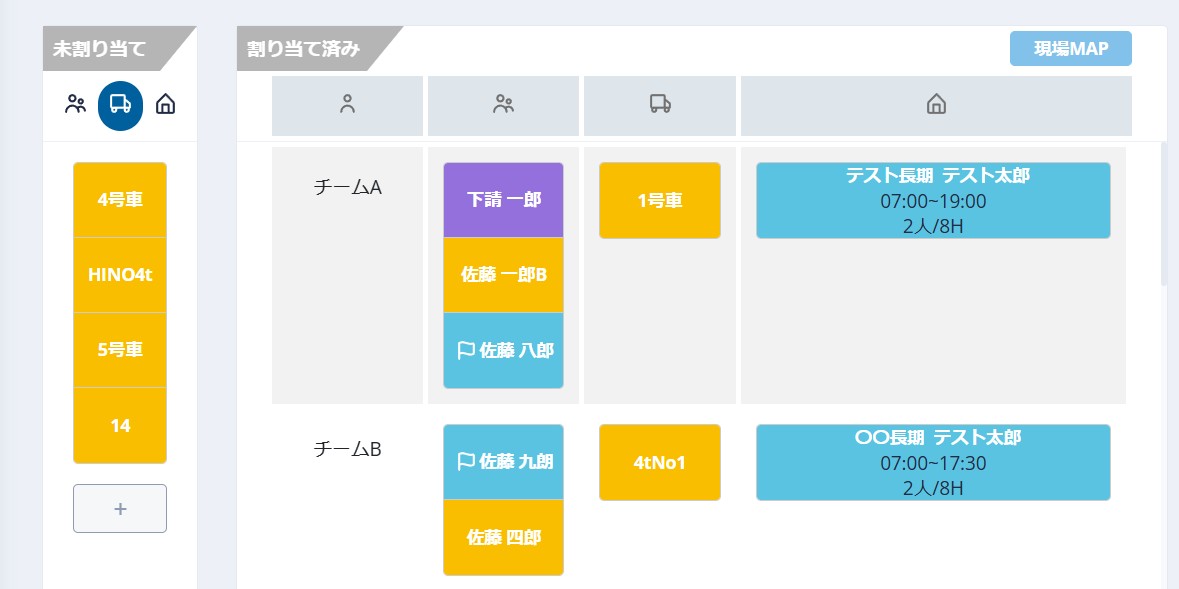 未割り当て
4号車
HINO4t
5号車
14
+
割り当て済み
現場MAP
チームA
下請 一郎
佐藤 一郎B
佐藤 八郎
1号車
テスト長期 テスト太郎
07:00~19:00
2人/8H
チームB
佐藤 九朗
佐藤 四郎
4tNo1
〇〇長期 テスト太郎
07:00~17:30
2人/8H